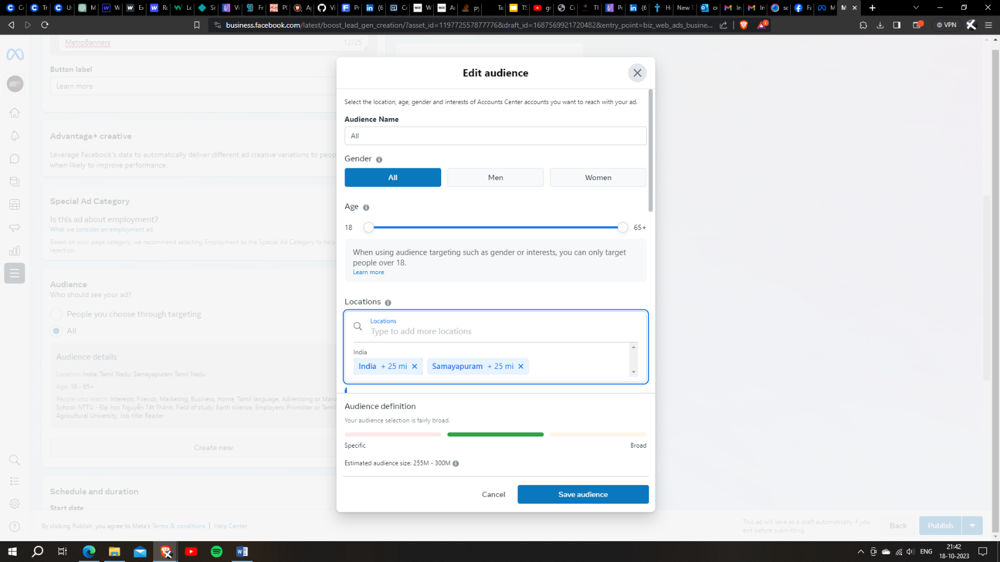 business.facebook.com/latest/boost_lead_gen_creation/?asset_id=119772557877776&draft_id=1687569921720482&entry_point=biz_web_ads_busine...
VPN
MetroBanners
12/25
Button label
Learn more
Advantage+ creative
Leverage Facebook's data to automatically deliver different ad creative variations to peop
when likely to improve performance.
Special Ad Category
Is this ad about employment?
What we consider an employment ad
Based on your page category, we recommend selecting Employment as the Special Ad Category to help
rejection.
Audience
Who should see your ad?
People you choose through targeting
All
Audience details
Location: India: Tamil Nadu; Samayapuram Tamil Nadu
Age: 18 - 65+
People who match: Interests: Friends, Marketing, Business, Home, Tamil language, Advertising or Mana
School: NTTU - Đại học Nguyễn Tất Thành, Field of study: Earth science, Employers: Promoter or Tamil
Agricultural University, Job title: Reader
Create new
Schedule and duration
Start date
By clicking Publish, you agree to Meta's Terms & conditions | Help Center
Edit audience
Select the location, age, gender and interests of Accounts Center accounts you want to reach with your ad.
Audience Name
All
Gender
All
Men
Women
Age
18
65+
When using audience targeting such as gender or interests, you can only target
people over 18.
Learn more
Locations
Locations
Type to add more locations
India
India + 25 mi
Samayapuram + 25 mi
Audience definition
Your audience selection is fairly broad.
Specific
Broad
Estimated audience size: 255M - 300M
Cancel
Save audience
This ad will save as a draft automatically if you
exit before submitting.
Back
Publish
ENG
21:42
18-10-2023